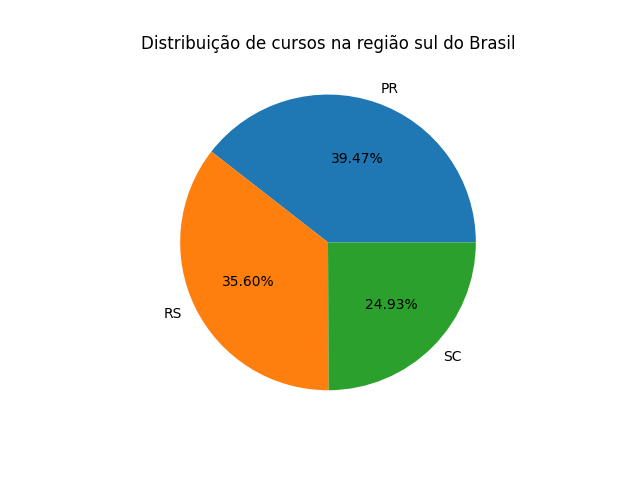 Distribuição de cursos na região sul do Brasil
PR
39.47%
35.60%
24.93%
RS
SC